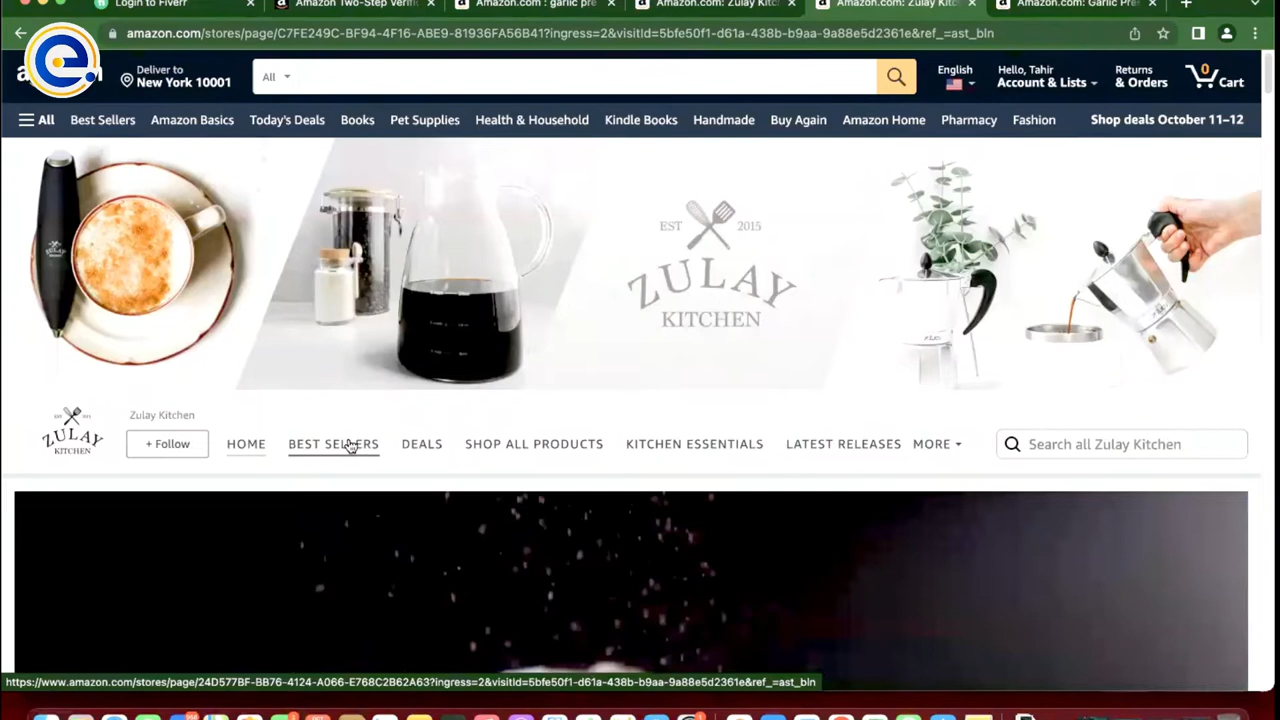 Login to Fiverr
Amazon Two-Step Verific
Amazon.com : garlic pre
Amazon.com: Zulay Kitc
Amazon.com: Zulay Kitc
Amazon.com: Garlic Pre
amazon.com/stores/page/C7FE249C-BF94-4F16-ABE9-81936FA56B41?ingress=2&visitId=5bfe50f1-d61a-438b-b9aa-9a88e5d2361e&ref_=ast_bln
e
Deliver to
New York 10001
All
English
Hello, Tahir
Account & Lists
Returns
& Orders
0
Cart
All
Best Sellers
Amazon Basics
Today's Deals
Books
Pet Supplies
Health & Household
Kindle Books
Handmade
Buy Again
Amazon Home
Pharmacy
Fashion
Shop deals October 11–12
EST 2015
ZULAY
KITCHEN
ZULAY
KITCHEN
Zulay Kitchen
+ Follow
HOME
BEST SELLERS
DEALS
SHOP ALL PRODUCTS
KITCHEN ESSENTIALS
LATEST RELEASES
MORE
Search all Zulay Kitchen
https://www.amazon.com/stores/page/24D577BF-BB76-4124-A066-E768C2B62A63?ingress=2&visitId=5bfe50f1-d61a-438b-b9aa-9a88e5d2361e&ref_=ast_bln